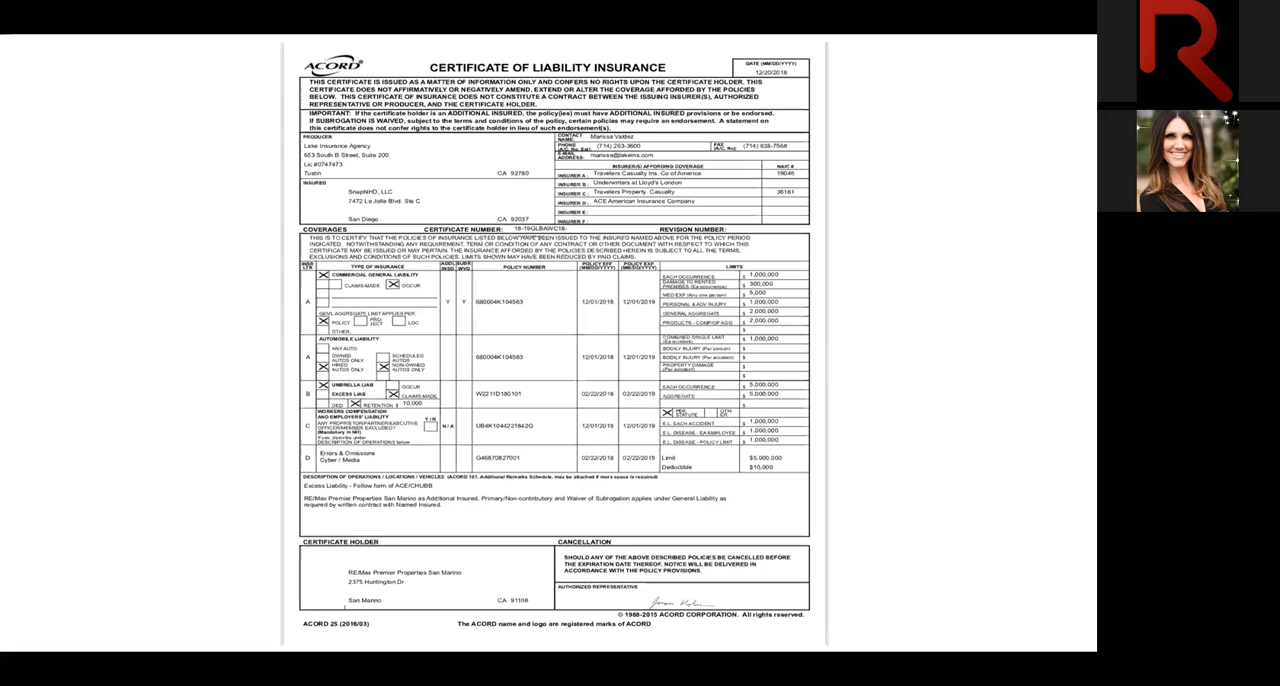 ACORD®
CERTIFICATE OF LIABILITY INSURANCE
DATE (MM/DD/YYYY)
12/20/2018
THIS CERTIFICATE IS ISSUED AS A MATTER OF INFORMATION ONLY AND CONFERS NO RIGHTS UPON THE CERTIFICATE HOLDER. THIS
CERTIFICATE DOES NOT AFFIRMATIVELY OR NEGATIVELY AMEND, EXTEND OR ALTER THE COVERAGE AFFORDED BY THE POLICIES
BELOW. THIS CERTIFICATE OF INSURANCE DOES NOT CONSTITUTE A CONTRACT BETWEEN THE ISSUING INSURER(S), AUTHORIZED
REPRESENTATIVE OR PRODUCER, AND THE CERTIFICATE HOLDER.
IMPORTANT: If the certificate holder is an ADDITIONAL INSURED, the policy(ies) must have ADDITIONAL INSURED provisions or be endorsed.
If SUBROGATION IS WAIVED, subject to the terms and conditions of the policy, certain policies may require an endorsement. A statement on
this certificate does not confer rights to the certificate holder in lieu of such endorsement(s).
PRODUCER
Lake Insurance Agency
653 South B Street, Suite 200
Lic #0747473
Tustin CA 92780
CONTACT NAME: Marissa Valdez
PHONE (A/C, No, Ext): (714) 263-3600 FAX (A/C, No): (714) 838-7568
E-MAIL ADDRESS: marissa@lakeins.com
INSURER(S) AFFORDING COVERAGE NAIC #
INSURER A: Travelers Casualty Ins. Co of America 19046
INSURED
SnapNHD, LLC
7472 La Jolla Blvd. Ste C
San Diego CA 92037
INSURER B: Underwriters at Lloyd's London
INSURER C: Travelers Property Casualty 36161
INSURER D: ACE American Insurance Company
INSURER E:
INSURER F:
COVERAGES CERTIFICATE NUMBER: 18-19GLBAWC18- REVISION NUMBER:
THIS IS TO CERTIFY THAT THE POLICIES OF INSURANCE LISTED BELOW HAVE BEEN ISSUED TO THE INSURED NAMED ABOVE FOR THE POLICY PERIOD
INDICATED. NOTWITHSTANDING ANY REQUIREMENT, TERM OR CONDITION OF ANY CONTRACT OR OTHER DOCUMENT WITH RESPECT TO WHICH THIS
CERTIFICATE MAY BE ISSUED OR MAY PERTAIN, THE INSURANCE AFFORDED BY THE POLICIES DESCRIBED HEREIN IS SUBJECT TO ALL THE TERMS,
EXCLUSIONS AND CONDITIONS OF SUCH POLICIES. LIMITS SHOWN MAY HAVE BEEN REDUCED BY PAID CLAIMS.
INSR LTR TYPE OF INSURANCE ADDL INSD SUBR WVD POLICY NUMBER POLICY EFF (MM/DD/YYYY) POLICY EXP (MM/DD/YYYY) LIMITS
X COMMERCIAL GENERAL LIABILITY
CLAIMS-MADE X OCCUR
A Y Y 680004K104563 12/01/2018 12/01/2019
GEN'L AGGREGATE LIMIT APPLIES PER:
X POLICY PRO-JECT LOC
OTHER:
EACH OCCURRENCE $ 1,000,000
DAMAGE TO RENTED PREMISES (Ea occurrence) $ 300,000
MED EXP (Any one person) $ 5,000
PERSONAL & ADV INJURY $ 1,000,000
GENERAL AGGREGATE $ 2,000,000
PRODUCTS - COMP/OP AGG $ 2,000,000
$
AUTOMOBILE LIABILITY
ANY AUTO
OWNED AUTOS ONLY SCHEDULED AUTOS
X HIRED AUTOS ONLY X NON-OWNED AUTOS ONLY
A 680004K104563 12/01/2018 12/01/2019
COMBINED SINGLE LIMIT (Ea accident) $ 1,000,000
BODILY INJURY (Per person) $
BODILY INJURY (Per accident) $
PROPERTY DAMAGE (Per accident) $
$
X UMBRELLA LIAB OCCUR
EXCESS LIAB X CLAIMS-MADE
DED X RETENTION $ 10,000
B W2211D180101 02/22/2018 02/22/2019
EACH OCCURRENCE $ 5,000,000
AGGREGATE $ 5,000,000
$
WORKERS COMPENSATION
AND EMPLOYERS' LIABILITY Y / N
ANY PROPRIETOR/PARTNER/EXECUTIVE
OFFICER/MEMBER EXCLUDED?
(Mandatory in NH)
If yes, describe under
DESCRIPTION OF OPERATIONS below
C N / A UB4K1044221842G 12/01/2018 12/01/2019
X PER STATUTE OTH-ER
E.L. EACH ACCIDENT $ 1,000,000
E.L. DISEASE - EA EMPLOYEE $ 1,000,000
E.L. DISEASE - POLICY LIMIT $ 1,000,000
D Errors & Omissions
Cyber / Media
G46870827001 02/22/2018 02/22/2019
Limit $5,000,000
Deductible $10,000
DESCRIPTION OF OPERATIONS / LOCATIONS / VEHICLES (ACORD 101, Additional Remarks Schedule, may be attached if more space is required)
Excess Liability - Follow form of ACE/CHUBB
RE/Max Premier Properties San Marino as Additional Insured, Primary/Non-contributory and Waiver of Subrogation applies under General Liability as
required by written contract with Named Insured.
CERTIFICATE HOLDER
RE/Max Premier Properties San Marino
2375 Huntington Dr
San Marino CA 91108
CANCELLATION
SHOULD ANY OF THE ABOVE DESCRIBED POLICIES BE CANCELLED BEFORE
THE EXPIRATION DATE THEREOF, NOTICE WILL BE DELIVERED IN
ACCORDANCE WITH THE POLICY PROVISIONS.
AUTHORIZED REPRESENTATIVE
© 1988-2015 ACORD CORPORATION. All rights reserved.
ACORD 25 (2016/03) The ACORD name and logo are registered marks of ACORD
R